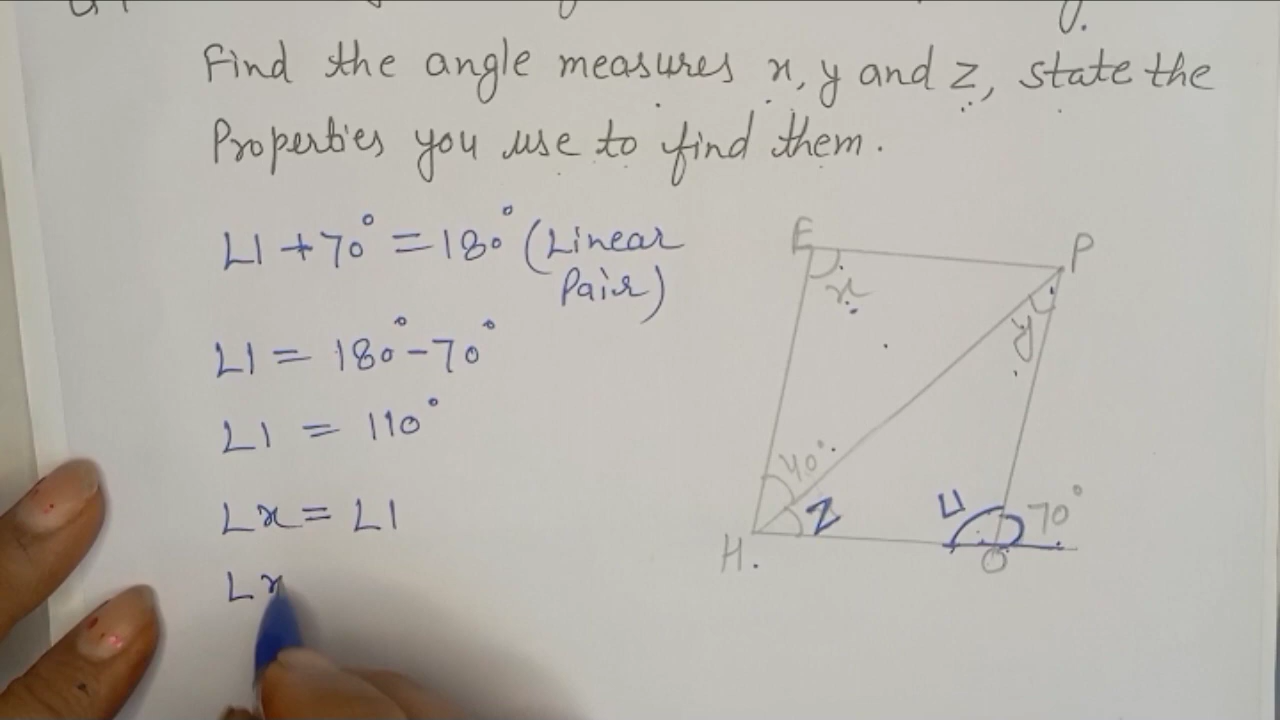 Find the angle measures x, y and z, state the
Properties you use to find them.
∠1 + 70° = 180° (Linear
Pair)
∠1 = 180° - 70°
∠1 = 110°
∠x = ∠1
∠x
E
P
x
y
40°
z
∠1
70°
H.
O